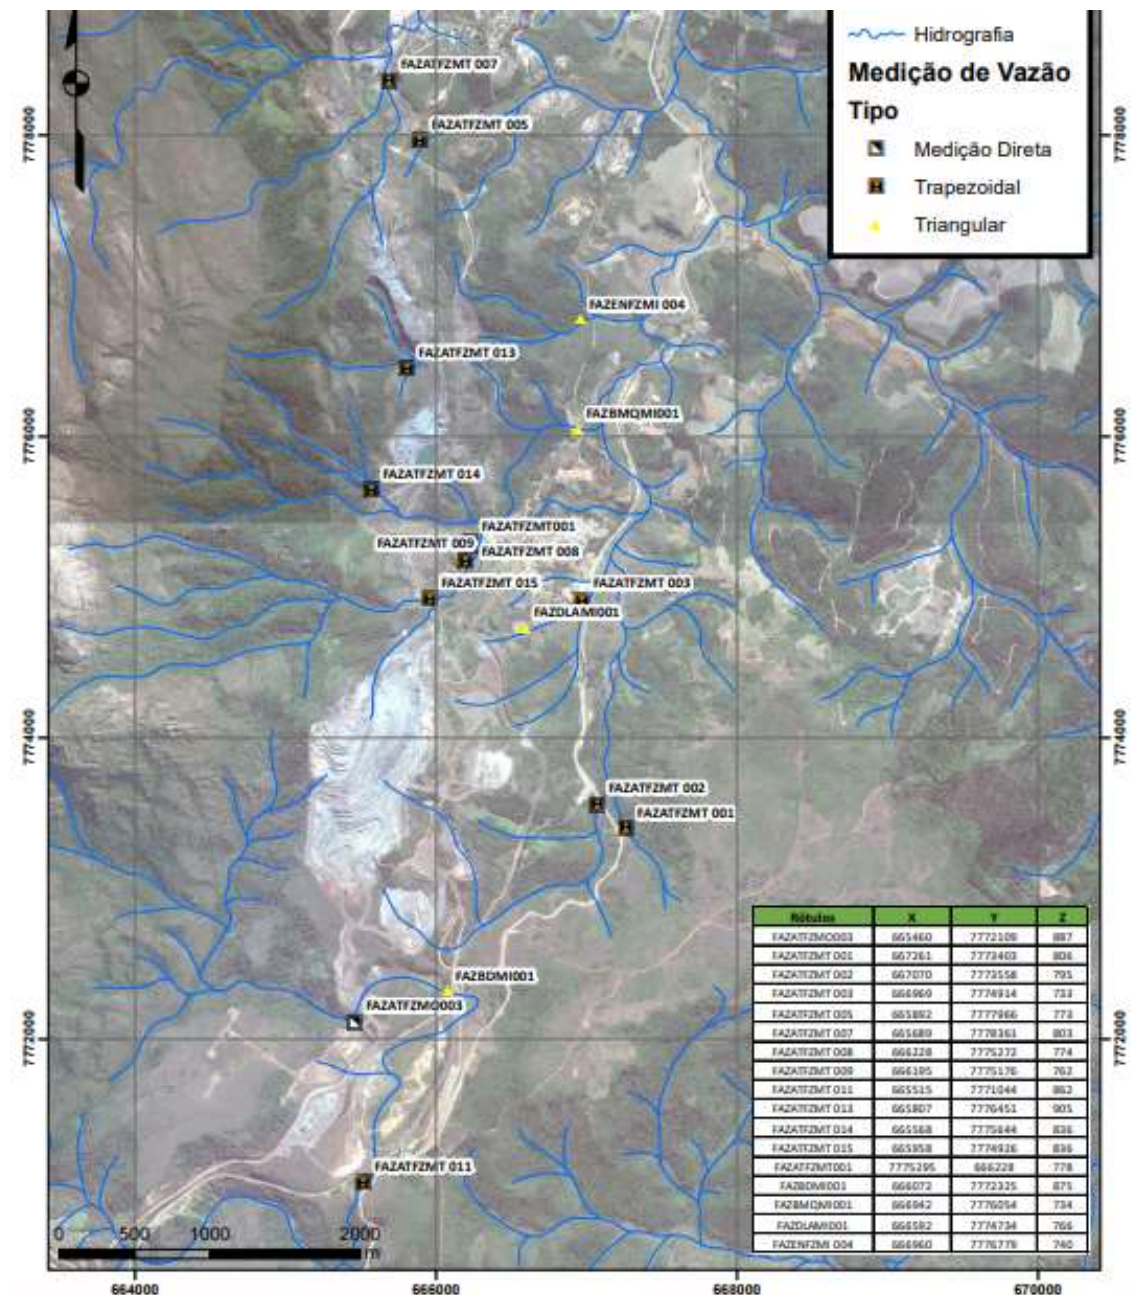 Hidrografia
Medição de Vazão
Tipo
Medição Direta
Trapezoidal
Triangular
FAZATFZMT 007
FAZATFZMT 005
7778000
7778000
FAZENFZMI 004
FAZATFZMT 013
FAZBMQMI001
7776000
7776000
FAZATFZMT 014
FAZATFZMT001
FAZATFZMT 009
FAZATFZMT 008
FAZATFZMT 015
FAZATFZMT 003
FAZDLAMI001
7774000
7774000
FAZATFZMT 002
FAZATFZMT 001
FAZBDMI001
FAZATFZMO003
7772000
7772000
FAZATFZMT 011
Rótulos X Y Z
FAZATFZMO003 665460 7772109 887
FAZATFZMT 001 667261 7773403 806
FAZATFZMT 002 667070 7773558 795
FAZATFZMT 003 666969 7774914 733
FAZATFZMT 005 665892 7777966 773
FAZATFZMT 007 665689 7778361 803
FAZATFZMT 008 666228 7775272 774
FAZATFZMT 009 666195 7775176 762
FAZATFZMT 011 665515 7771044 862
FAZATFZMT 013 665807 7776451 905
FAZATFZMT 014 665568 7775644 836
FAZATFZMT 015 665958 7774926 836
FAZATFZMT001 7775295 666228 778
FAZBDMI001 666072 7772325 875
FAZBMQMI001 666942 7776054 734
FAZDLAMI001 666592 7774734 766
FAZENFZMI 004 666960 7776779 740
0 500 1000 2000
m
664000 666000 668000 670000